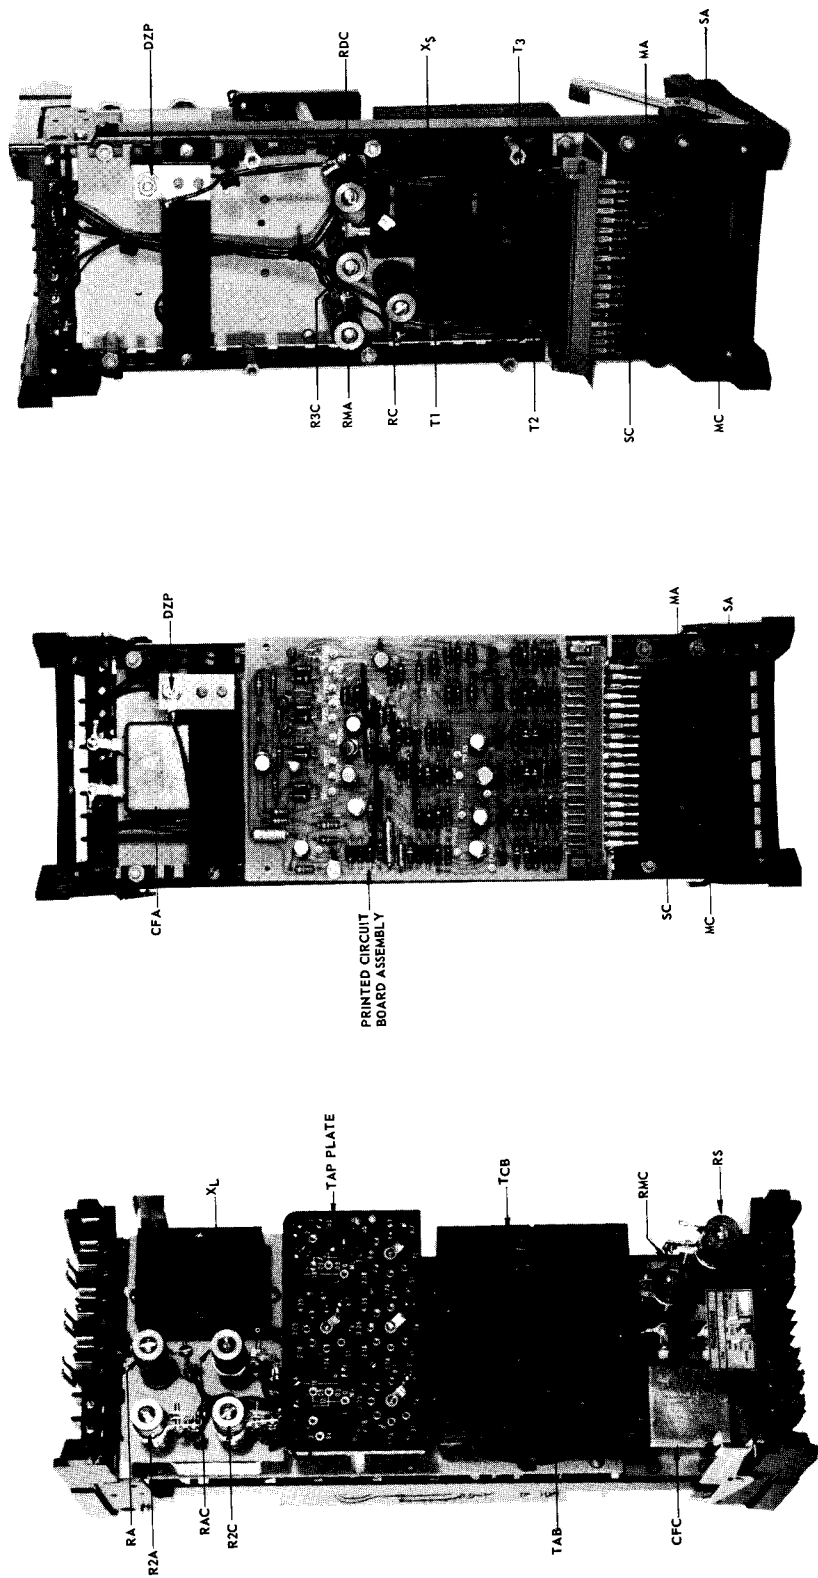 DZP
RDC
XS
T3
MA
SA
R3C
RMA
RC
T1
T2
SC
MC
DZP
MA
SA
CFA
PRINTED CIRCUIT
BOARD ASSEMBLY
SC
MC
XL
TAP PLATE
TCB
RMC
RS
RA
R2A
RAC
R2C
TAB
CFC